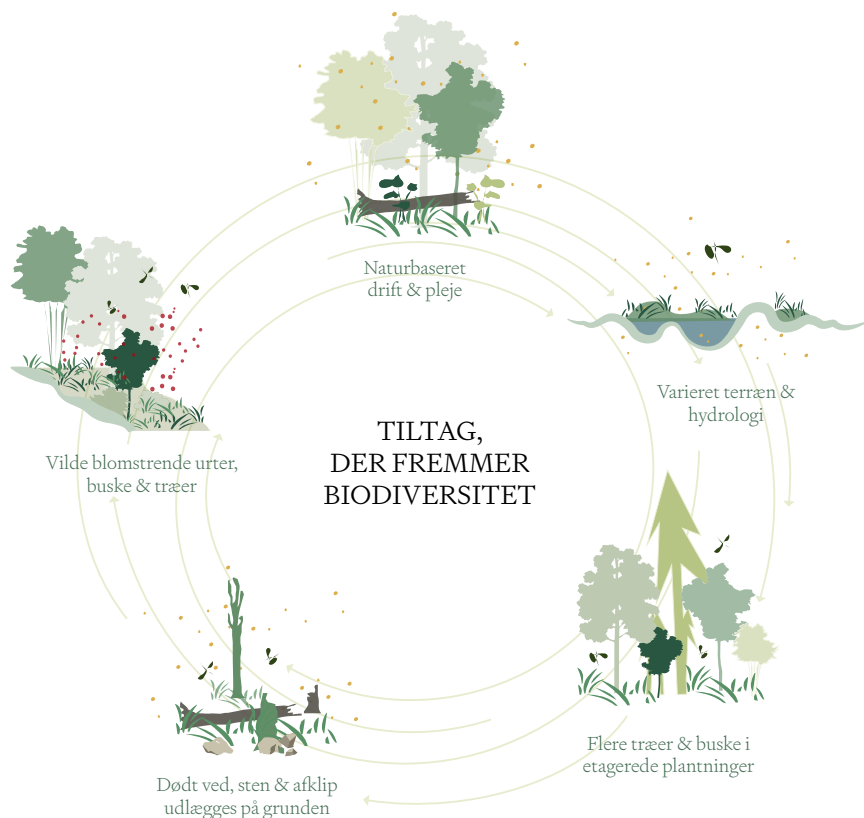 Naturbaseret
drift & pleje
Varieret terræn &
hydrologi
TILTAG,
DER FREMMER
BIODIVERSITET
Vilde blomstrende urter,
buske & træer
Flere træer & buske i
etagerede plantninger
Dødt ved, sten & afklip
udlægges på grunden